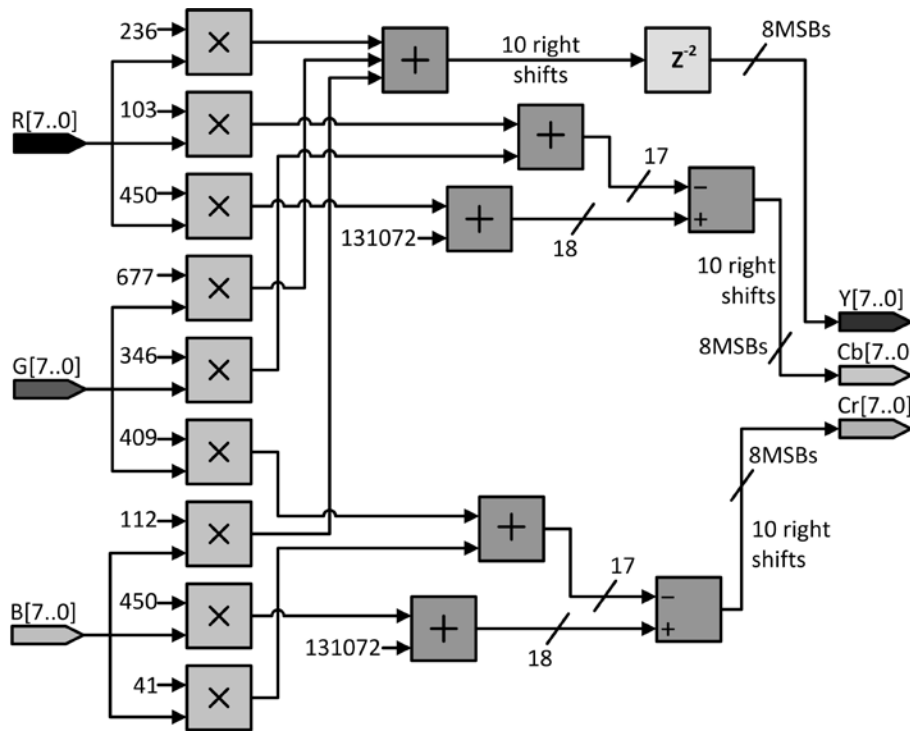 236
×
10 right
shifts
Z⁻²
8MSBs
+
103
R[7..0]
×
+
17
450
×
131072
+
18
−
+
677
×
10 right
shifts
Y[7..0]
346
×
8MSBs
Cb[7..0
G[7..0]
Cr[7..0]
409
×
8MSBs
112
×
+
10 right
shifts
450
×
17
B[7..0]
131072
+
18
−
+
41
×